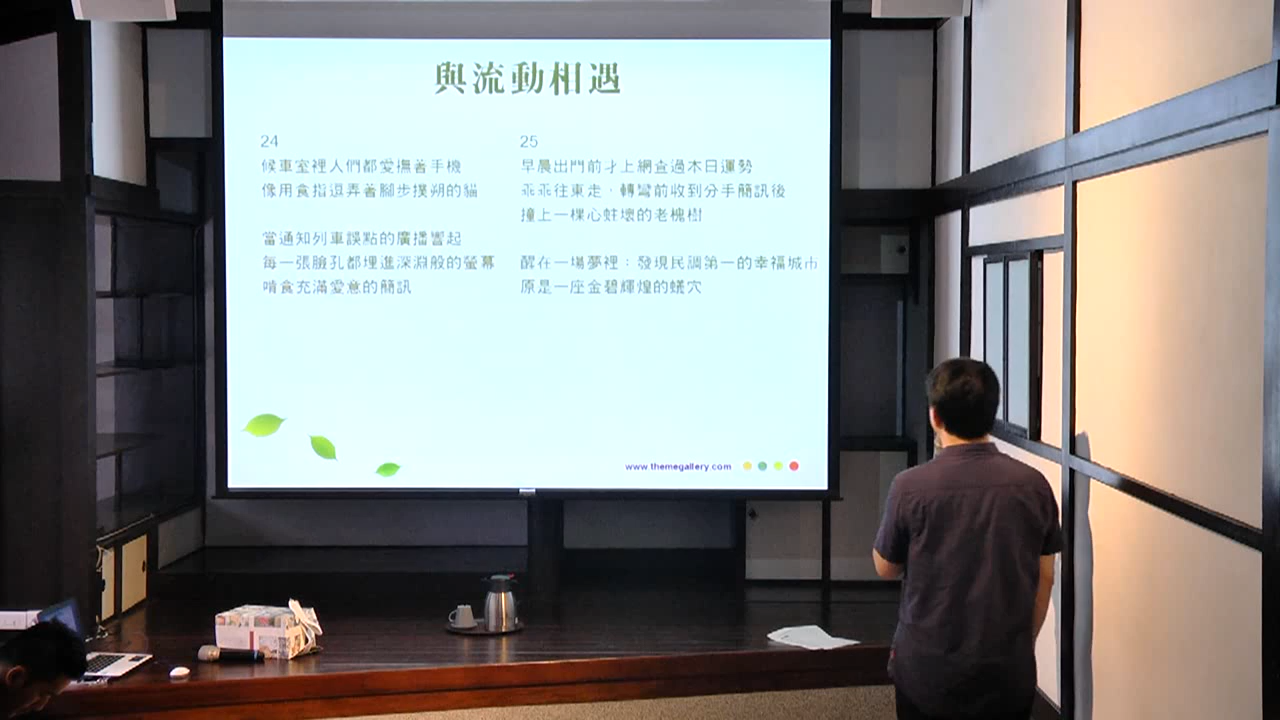 與流動相遇
24
候車室裡人們都愛撫著手機
像用食指逗弄著腳步撲朔的貓
當通知列車誤點的廣播響起
每一張臉孔都埋進深淵般的螢幕
啃食充滿愛意的簡訊
25
早晨出門前才上網查過本日運勢
乖乖往東走，轉彎前收到分手簡訊後
撞上一棵心蛀壞的老槐樹
醒在一場夢裡：發現民調第一的幸福城市
原是一座金碧輝煌的蟻穴
www.themegallery.com